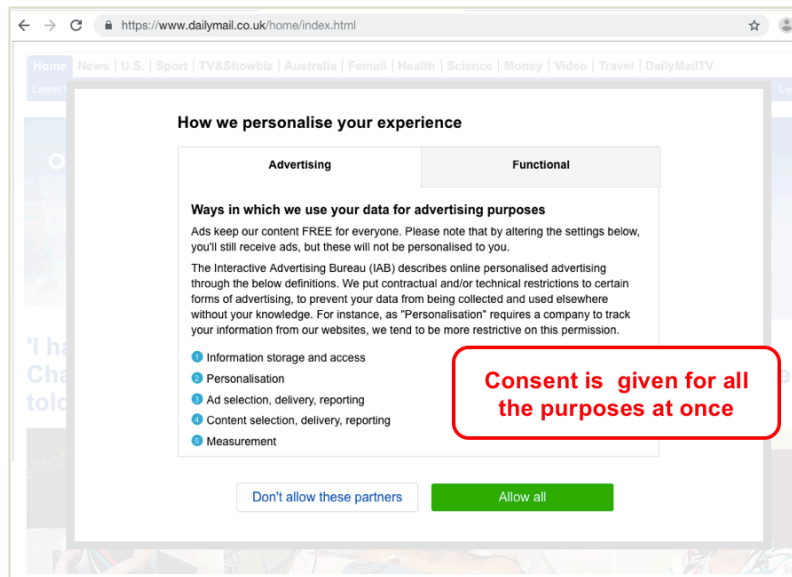 https://www.dailymail.co.uk/home/index.html
Home News | U.S. | Sport | TV&Showbiz | Australia | Femail | Health | Science | Money | Video | Travel | DailyMailTV
Latest
Lo
How we personalise your experience
Advertising
Functional
Ways in which we use your data for advertising purposes
Ads keep our content FREE for everyone. Please note that by altering the settings below,
you'll still receive ads, but these will not be personalised to you.
The Interactive Advertising Bureau (IAB) describes online personalised advertising
through the below definitions. We put contractual and/or technical restrictions to certain
forms of advertising, to prevent your data from being collected and used elsewhere
without your knowledge. For instance, as "Personalisation" requires a company to track
your information from our websites, we tend to be more restrictive on this permission.
1 Information storage and access
2 Personalisation
3 Ad selection, delivery, reporting
4 Content selection, delivery, reporting
5 Measurement
Consent is given for all
the purposes at once
'I ha
Cha
told
Don't allow these partners
Allow all